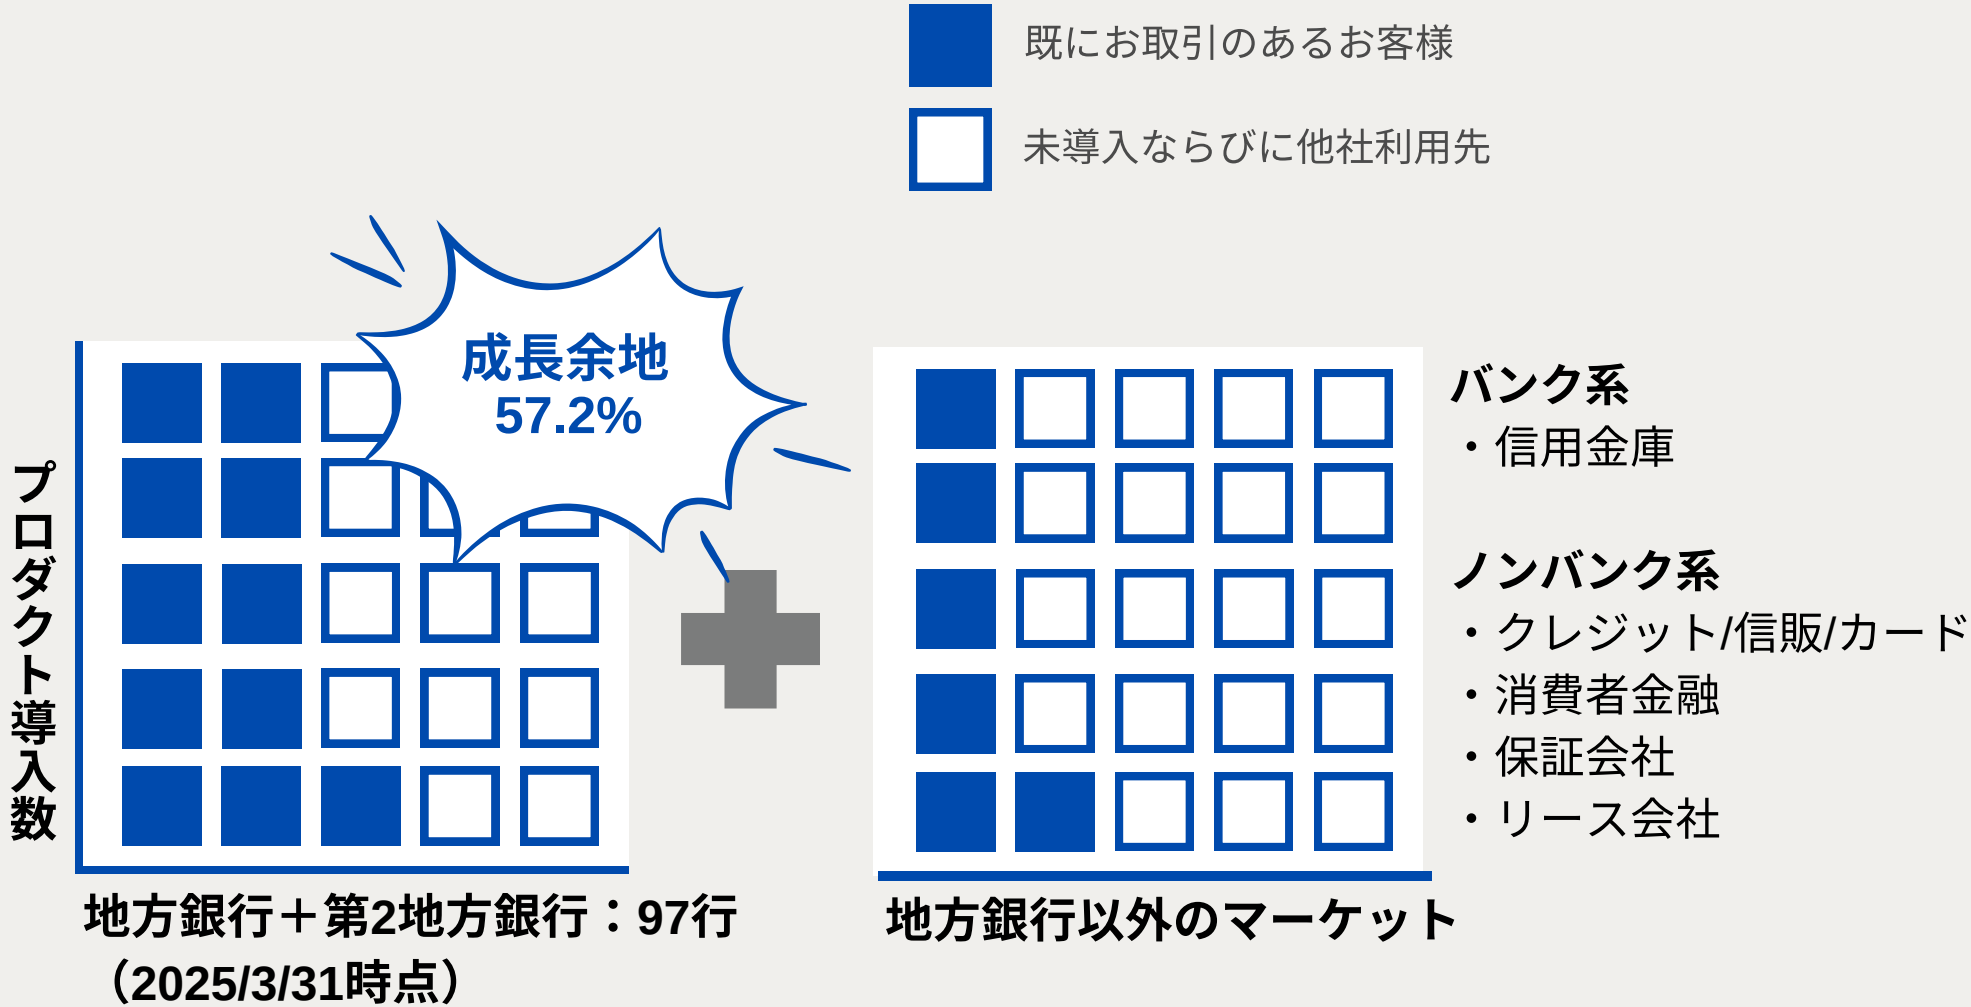 既にお取引のあるお客様
未導入ならびに他社利用先
成長余地
57.2%
プロダクト導入数
地方銀行＋第2地方銀行：97行
（2025/3/31時点）
地方銀行以外のマーケット
バンク系
・信用金庫
ノンバンク系
・クレジット/信販/カード
・消費者金融
・保証会社
・リース会社